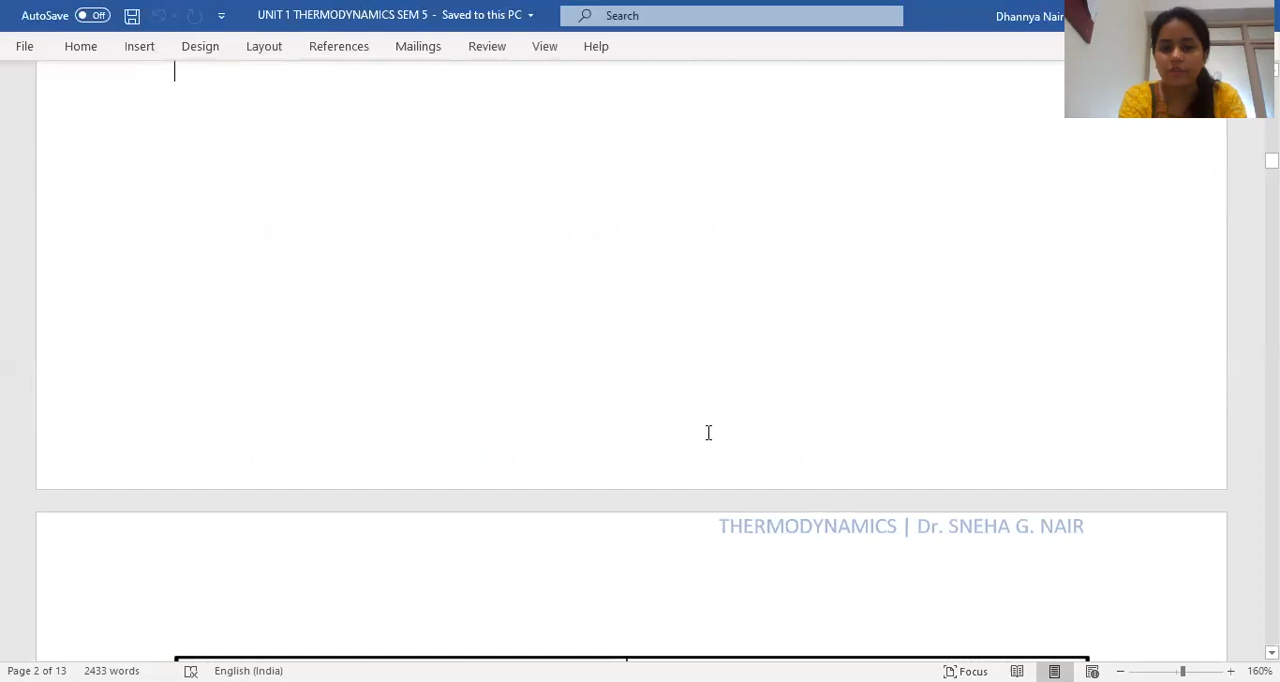 AutoSave Off UNIT 1 THERMODYNAMICS SEM 5 - Saved to this PC Search Dhannya Nair
File Home Insert Design Layout References Mailings Review View Help
THERMODYNAMICS | Dr. SNEHA G. NAIR
Page 2 of 13 2433 words English (India) Focus 160%